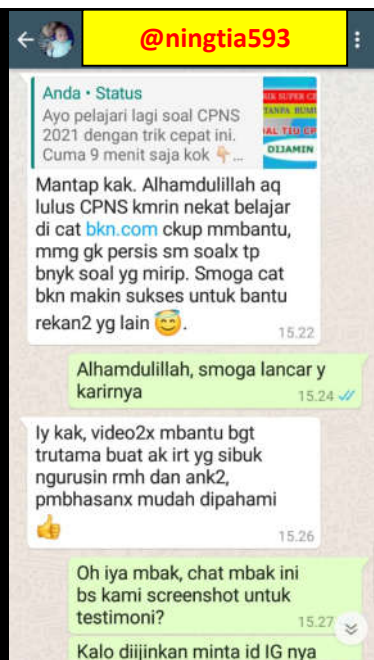 @ningtia593
Anda • Status
Ayo pelajari lagi soal CPNS
2021 dengan trik cepat ini.
Cuma 9 menit saja kok 👇...
DIJAMIN
Mantap kak. Alhamdulillah aq
lulus CPNS kmrin nekat belajar
di cat bkn.com ckup mmbantu,
mmg gk persis sm soalx tp
bnyk soal yg mirip. Smoga cat
bkn makin sukses untuk bantu
rekan2 yg lain 😇.
15.22
Alhamdulillah, smoga lancar y
karirnya
15.24
Iy kak, video2x mbantu bgt
trutama buat ak irt yg sibuk
ngurusin rmh dan ank2,
pmbhasanx mudah dipahami
👍
15.26
Oh iya mbak, chat mbak ini
bs kami screenshot untuk
testimoni?
15.27
Kalo diijinkan minta id IG nya